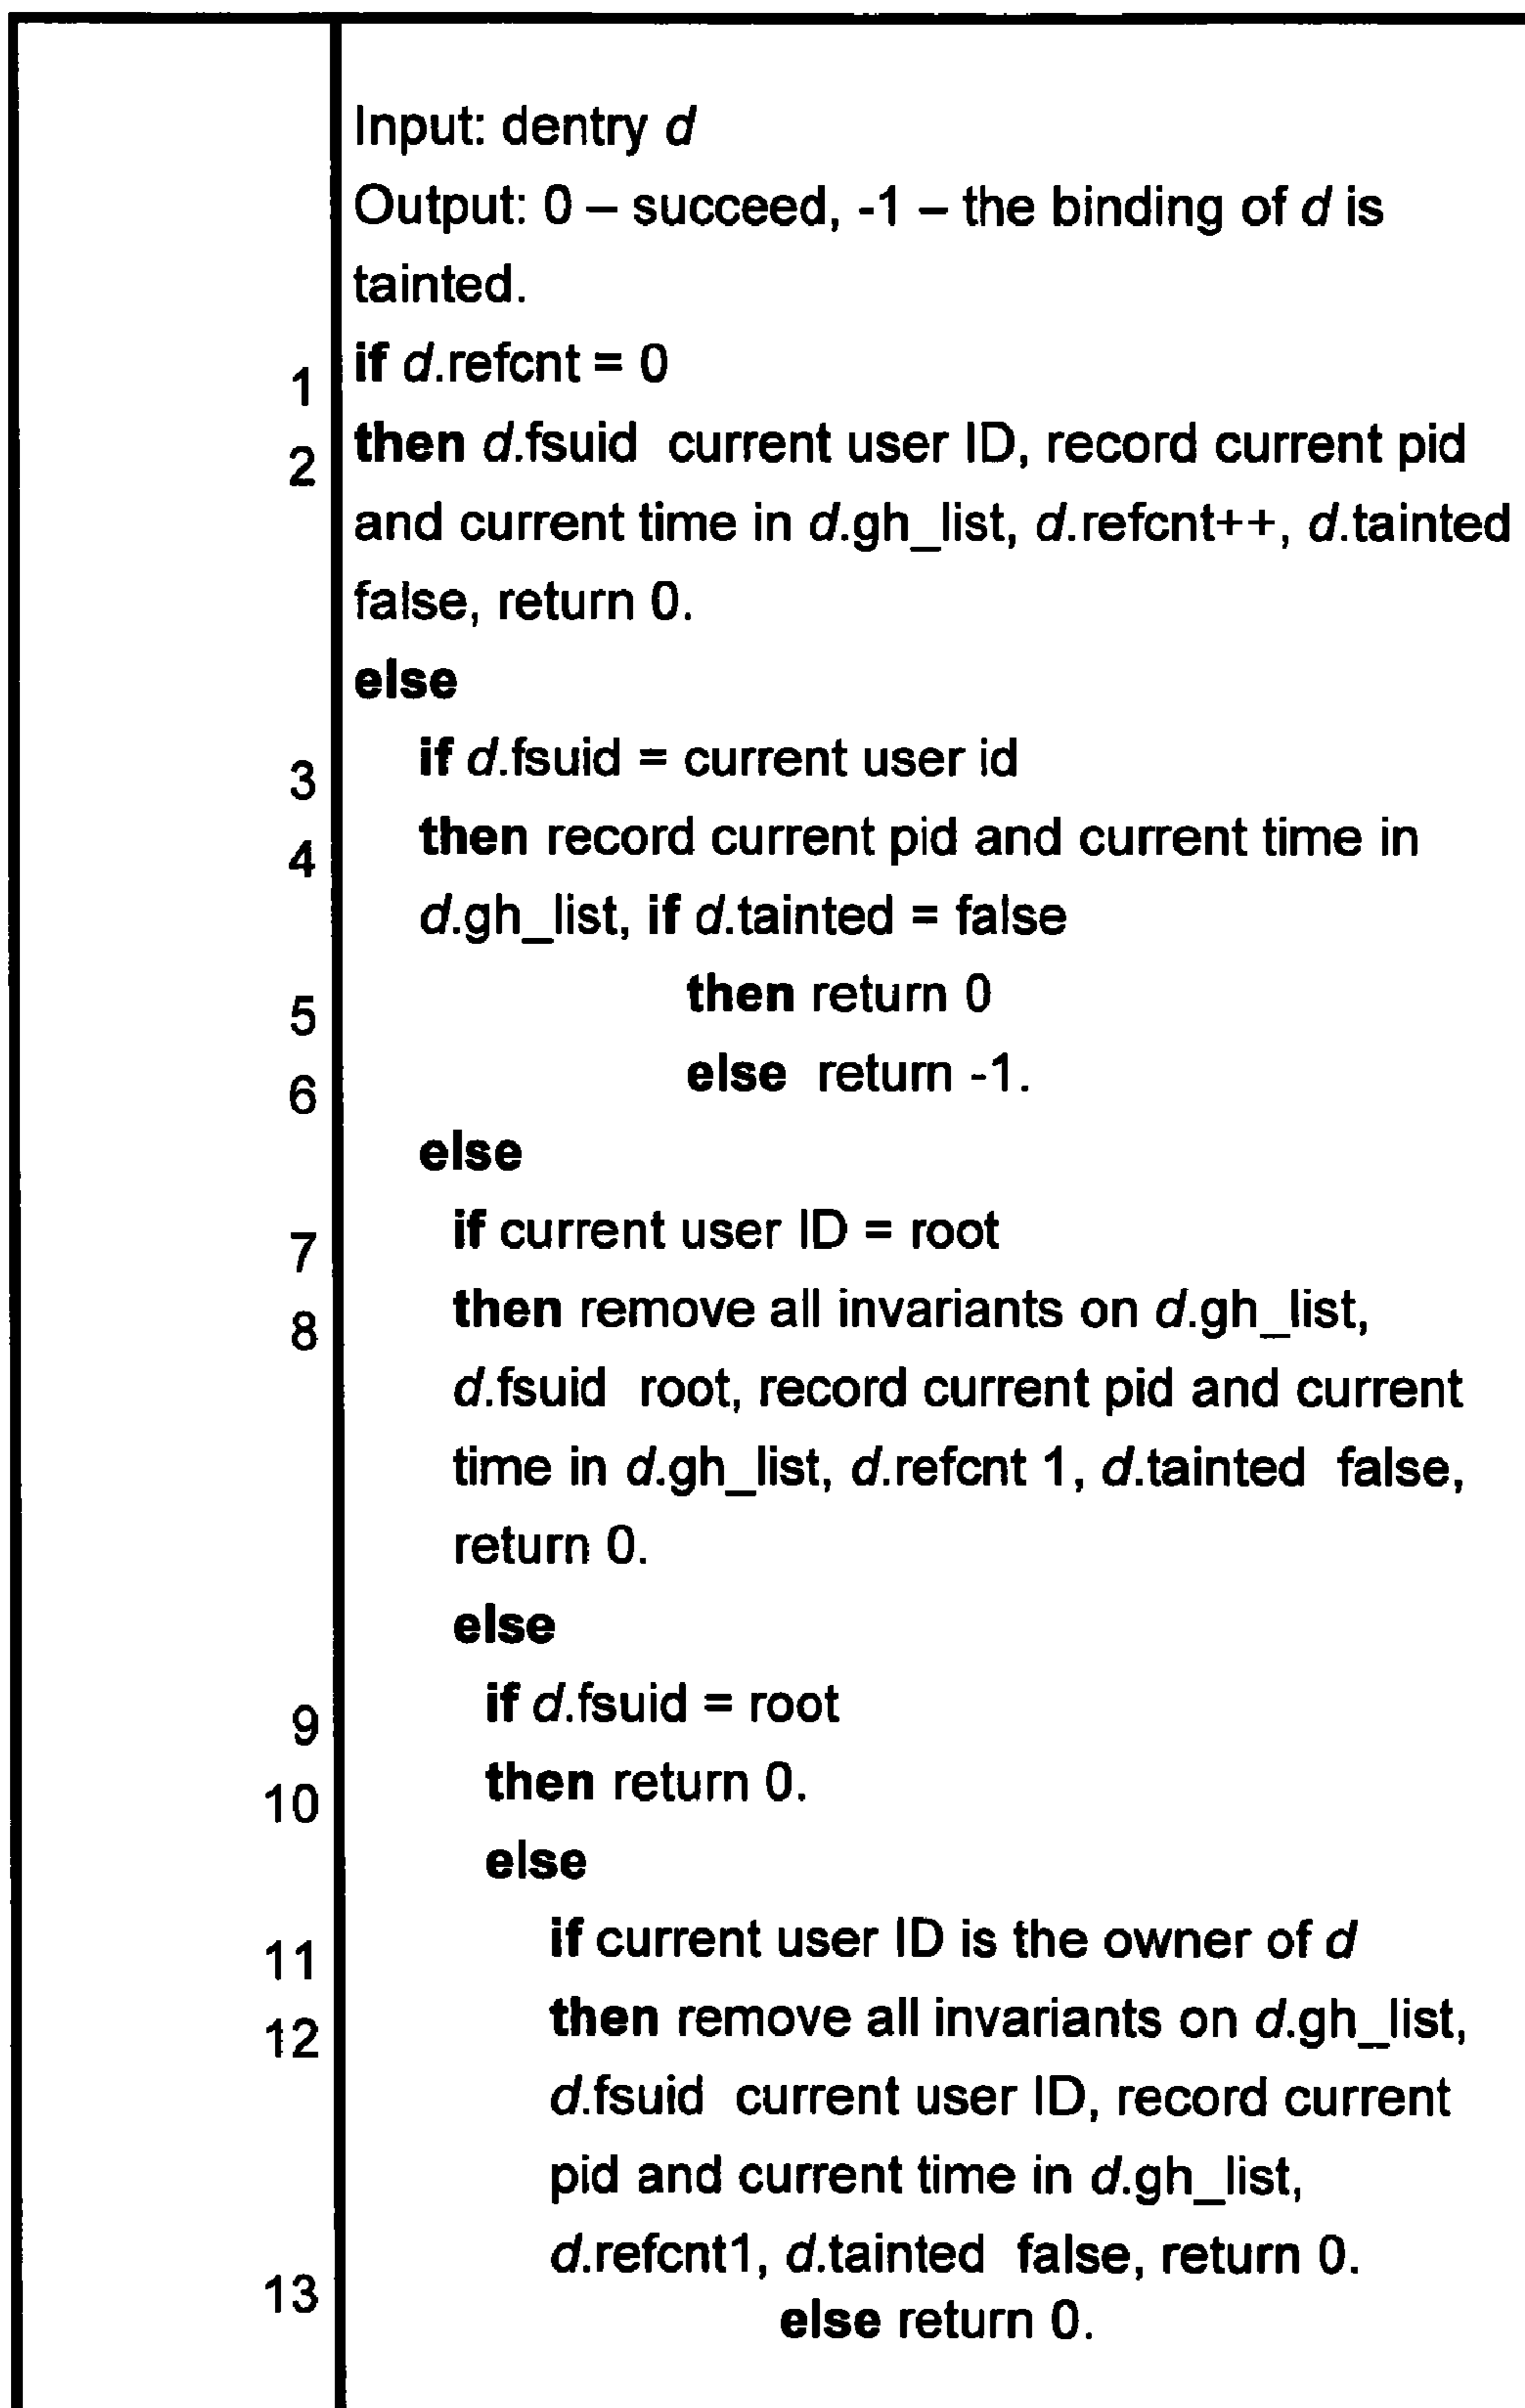 Input: dentry d
Output: 0 – succeed, -1 – the binding of d is
tainted.
1 if d.refcnt = 0
2 then d.fsuid current user ID, record current pid
and current time in d.gh_list, d.refcnt++, d.tainted
false, return 0.
else
3 if d.fsuid = current user id
4 then record current pid and current time in
d.gh_list, if d.tainted = false
5 then return 0
6 else return -1.
else
7 if current user ID = root
8 then remove all invariants on d.gh_list,
d.fsuid root, record current pid and current
time in d.gh_list, d.refcnt 1, d.tainted false,
return 0.
else
9 if d.fsuid = root
10 then return 0.
else
11 if current user ID is the owner of d
12 then remove all invariants on d.gh_list,
d.fsuid current user ID, record current
pid and current time in d.gh_list,
d.refcnt1, d.tainted false, return 0.
13 else return 0.